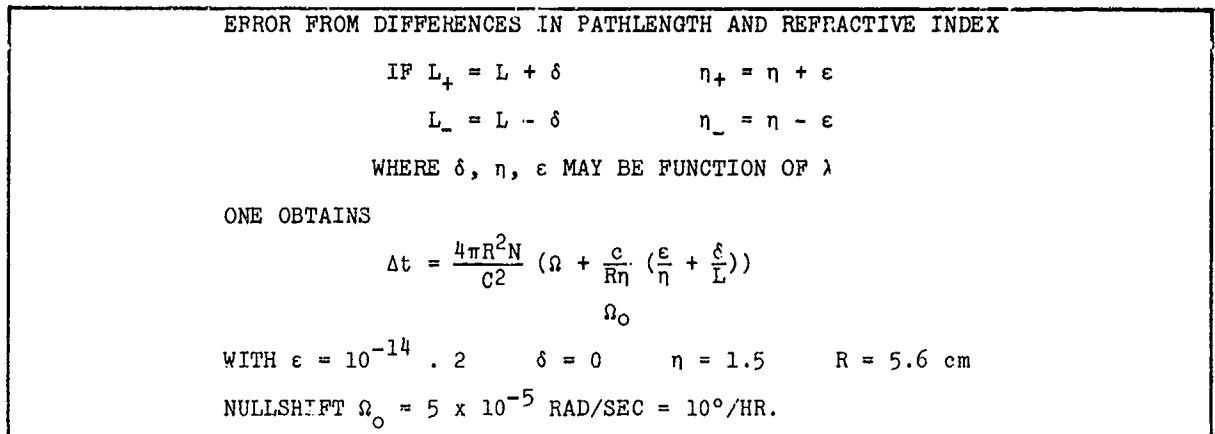 ERROR FROM DIFFERENCES IN PATHLENGTH AND REFRACTIVE INDEX
IF L₊ = L + δ η₊ = η + ε
L₋ = L - δ η₋ = η - ε
WHERE δ, η, ε MAY BE FUNCTION OF λ
ONE OBTAINS
Δt = 4πR²N/C² (Ω + c/Rη (ε/η + δ/L))
Ω₀
WITH ε = 10⁻¹⁴ . 2 δ = 0 η = 1.5 R = 5.6 cm
NULLSHIFT Ω₀ = 5 x 10⁻⁵ RAD/SEC = 10°/HR.